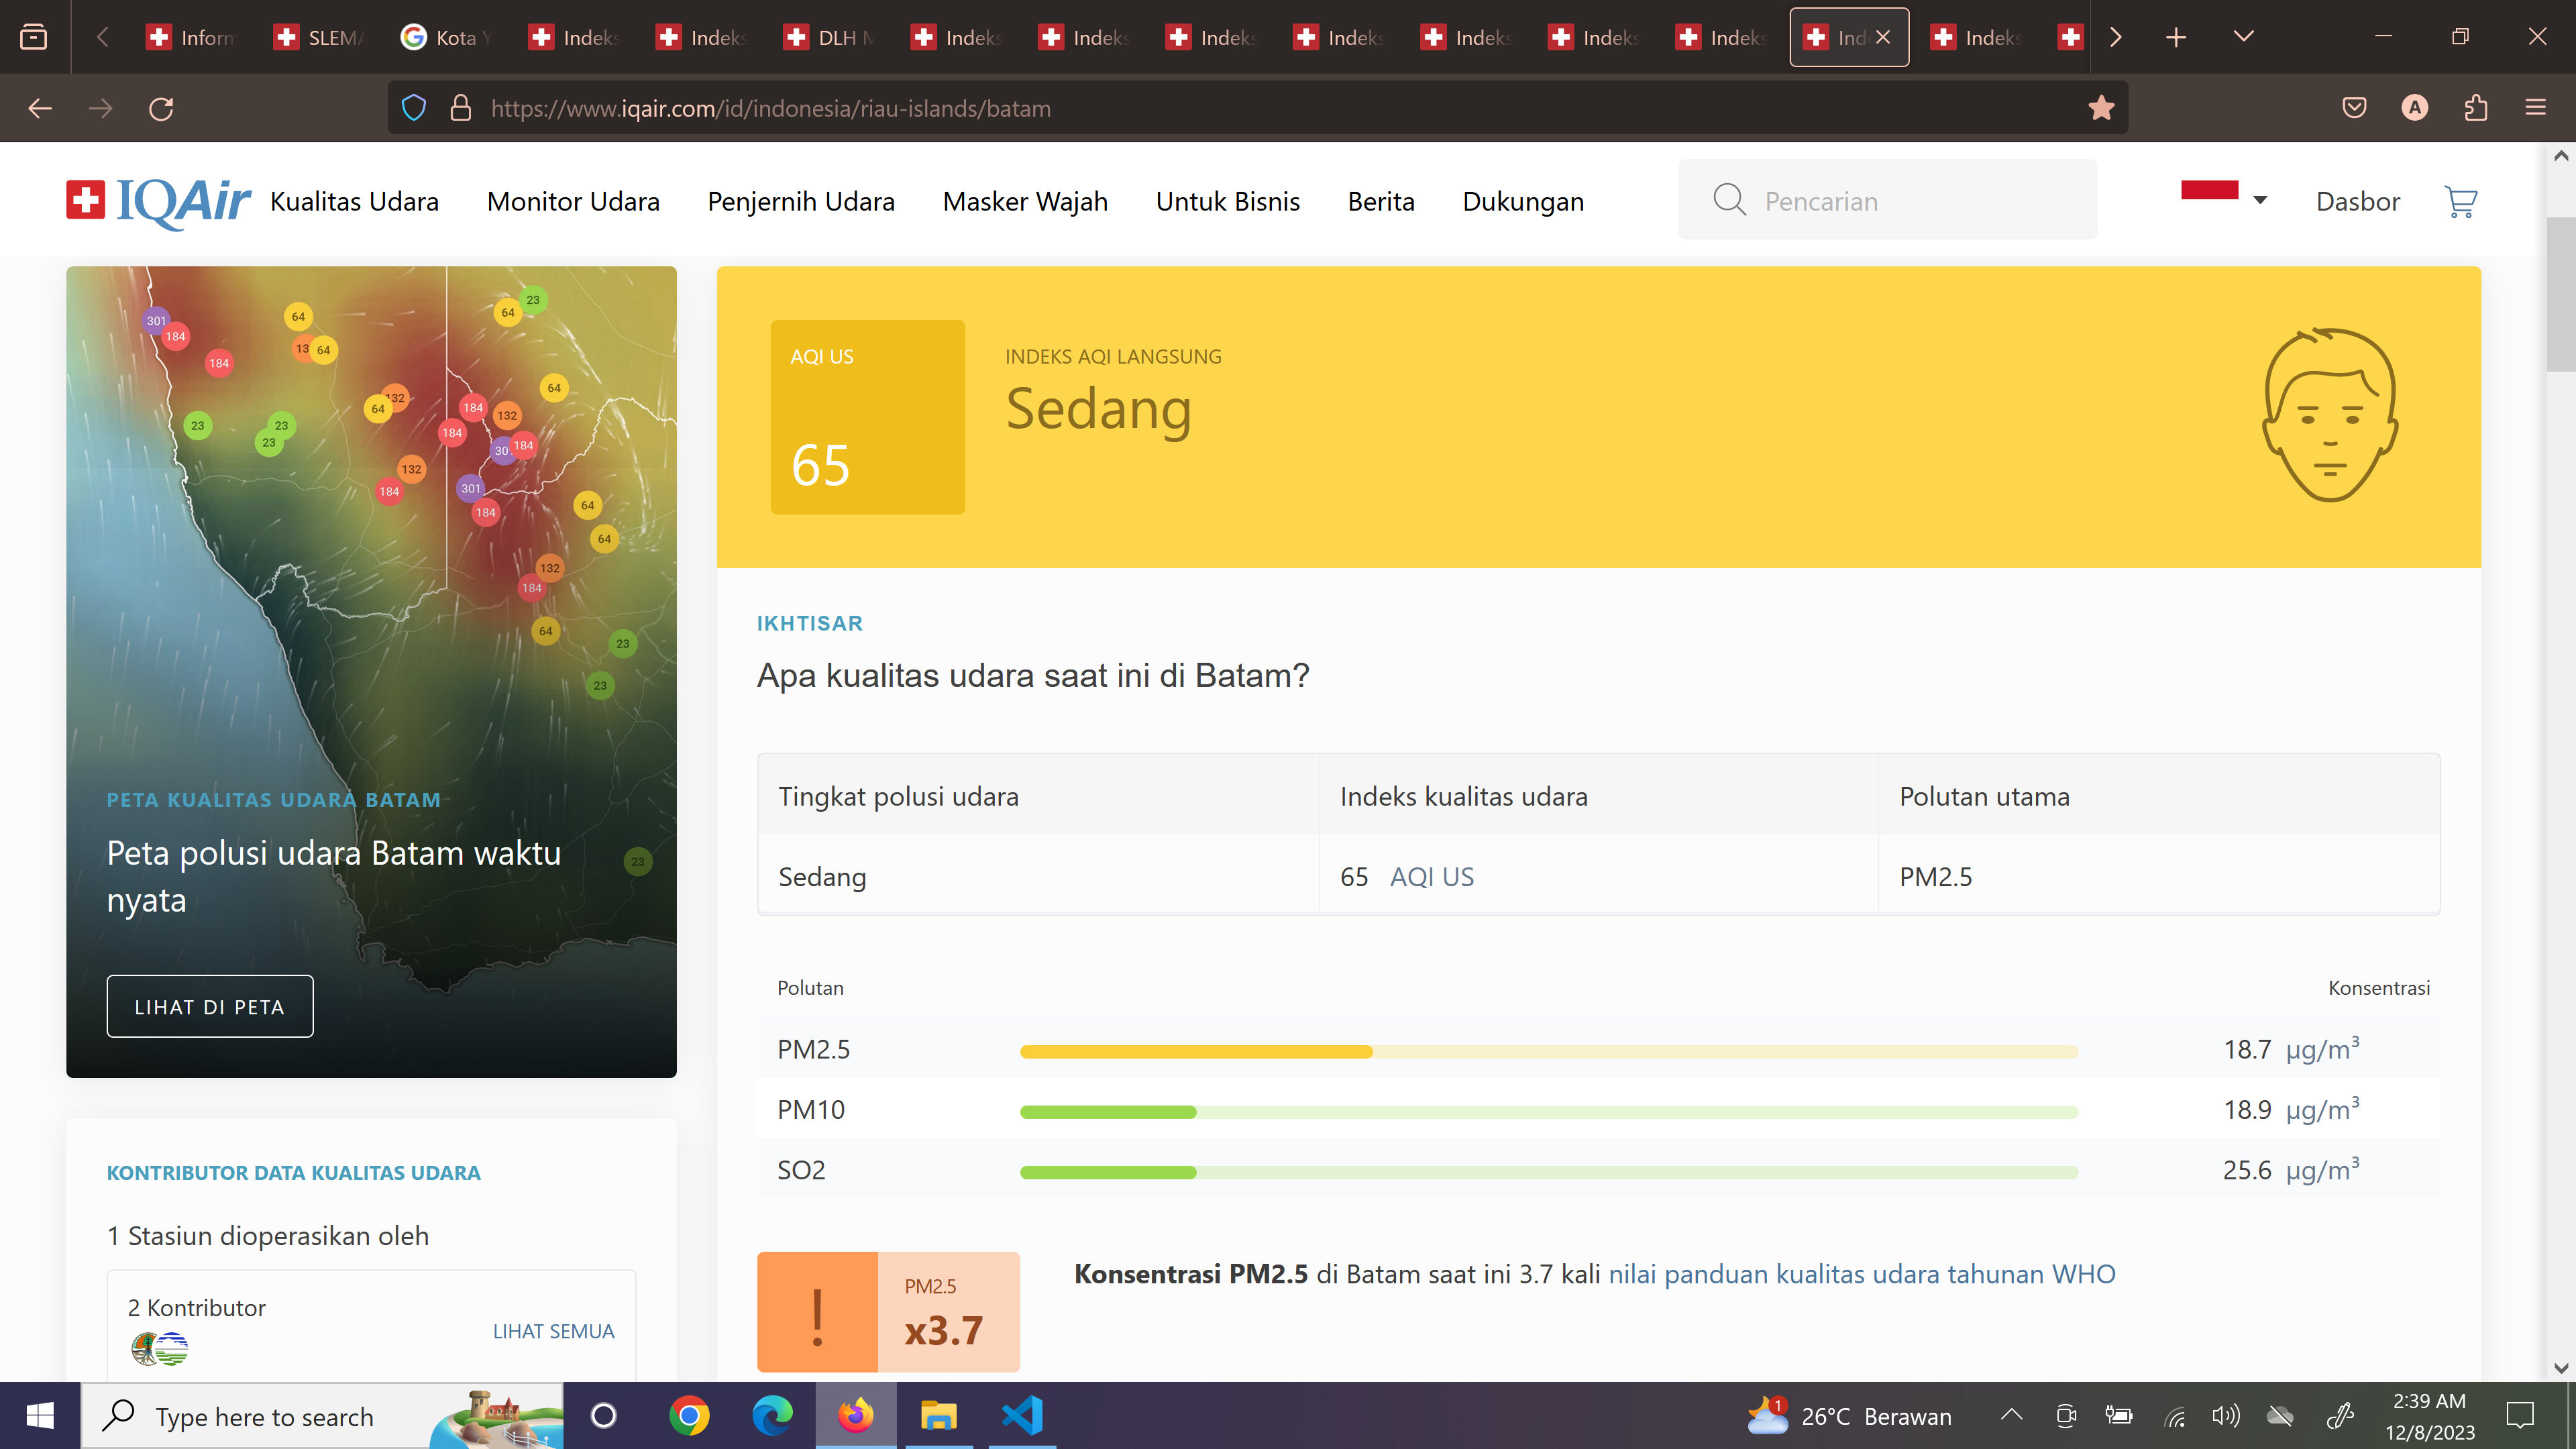 Inform
SLEMA
Kota Y
Indeks
Indeks
DLH M
Indeks
Indeks
Indeks
Indeks
Indeks
Indeks
Indeks
Ind
Indeks
https://www.iqair.com/id/indonesia/riau-islands/batam
IQAir
Kualitas Udara
Monitor Udara
Penjernih Udara
Masker Wajah
Untuk Bisnis
Berita
Dukungan
Pencarian
Dasbor
301
184
184
64
132
64
64
23
64
132
64
23
23
23
184
132
184
301
184
132
184
301
184
64
64
132
184
64
23
23
23
PETA KUALITAS UDARA BATAM
Peta polusi udara Batam waktu
nyata
LIHAT DI PETA
KONTRIBUTOR DATA KUALITAS UDARA
1 Stasiun dioperasikan oleh
2 Kontributor
LIHAT SEMUA
AQI US
65
INDEKS AQI LANGSUNG
Sedang
IKHTISAR
Apa kualitas udara saat ini di Batam?
Tingkat polusi udara Indeks kualitas udara Polutan utama
Sedang 65 AQI US PM2.5
Polutan Konsentrasi
PM2.5 18.7 µg/m³
PM10 18.9 µg/m³
SO2 25.6 µg/m³
!
PM2.5
x3.7
Konsentrasi PM2.5 di Batam saat ini 3.7 kali nilai panduan kualitas udara tahunan WHO
Type here to search
1
26°C Berawan
2:39 AM
12/8/2023